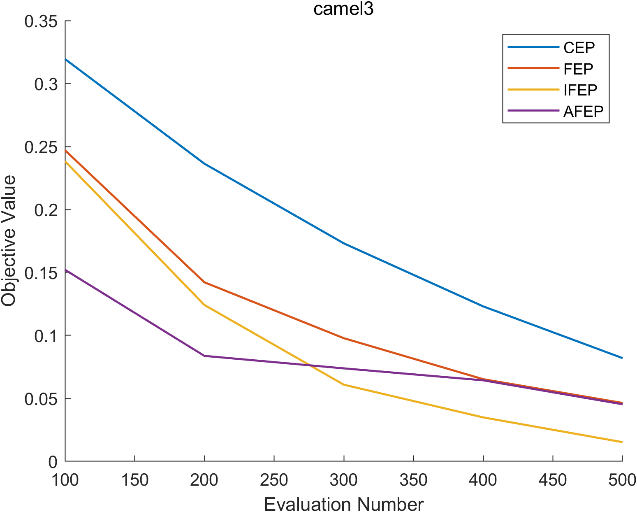 camel3
0.35
0.3
0.25
0.2
0.15
0.1
0.05
0
Objective Value
CEP
FEP
IFEP
AFEP
100 150 200 250 300 350 400 450 500
Evaluation Number